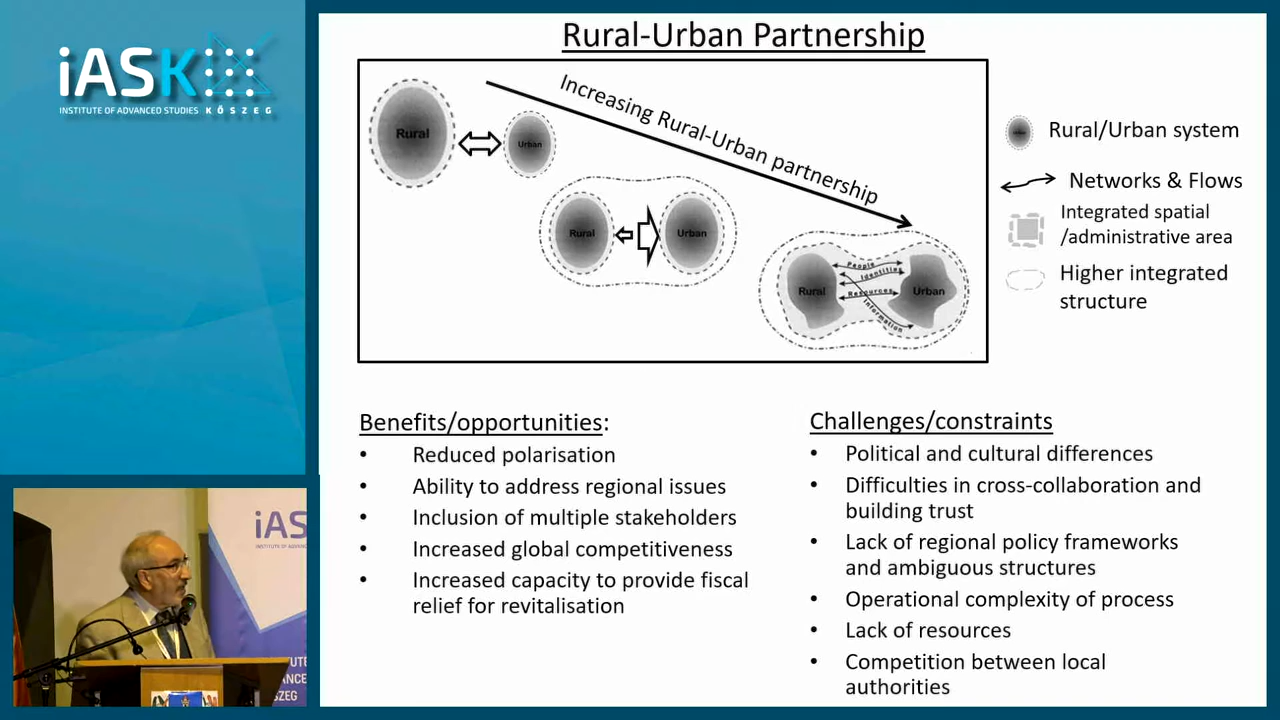 iASK
INSTITUTE OF ADVANCED STUDIES KŐSZEG
Rural-Urban Partnership
Increasing Rural-Urban partnership
Rural
Urban
Rural
Urban
Rural
Urban
People
Identities
Resources
Information
Rural/Urban system
Networks & Flows
Integrated spatial
/administrative area
Higher integrated
structure
Benefits/opportunities:
• Reduced polarisation
• Ability to address regional issues
• Inclusion of multiple stakeholders
• Increased global competitiveness
• Increased capacity to provide fiscal
relief for revitalisation
Challenges/constraints
• Political and cultural differences
• Difficulties in cross-collaboration and
building trust
• Lack of regional policy frameworks
and ambiguous structures
• Operational complexity of process
• Lack of resources
• Competition between local
authorities
iAS
INSTITUTE OF ADVANC
UTE
ANCE
SZEG